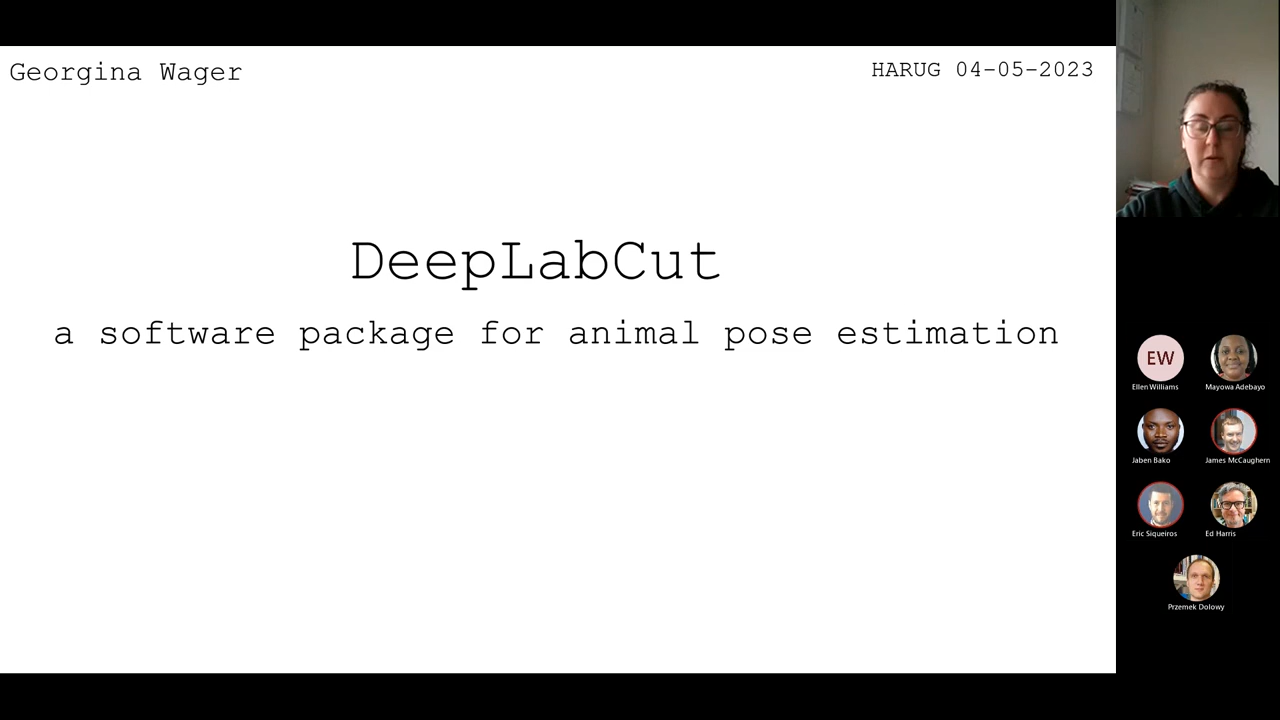 Georgina Wager
HARUG 04-05-2023
DeepLabCut
a software package for animal pose estimation
EW
Ellen Williams
Mayowa Adebayo
Jaben Bako
James McCaughern
Eric Siqueiros
Ed Harris
Przemek Dolowy